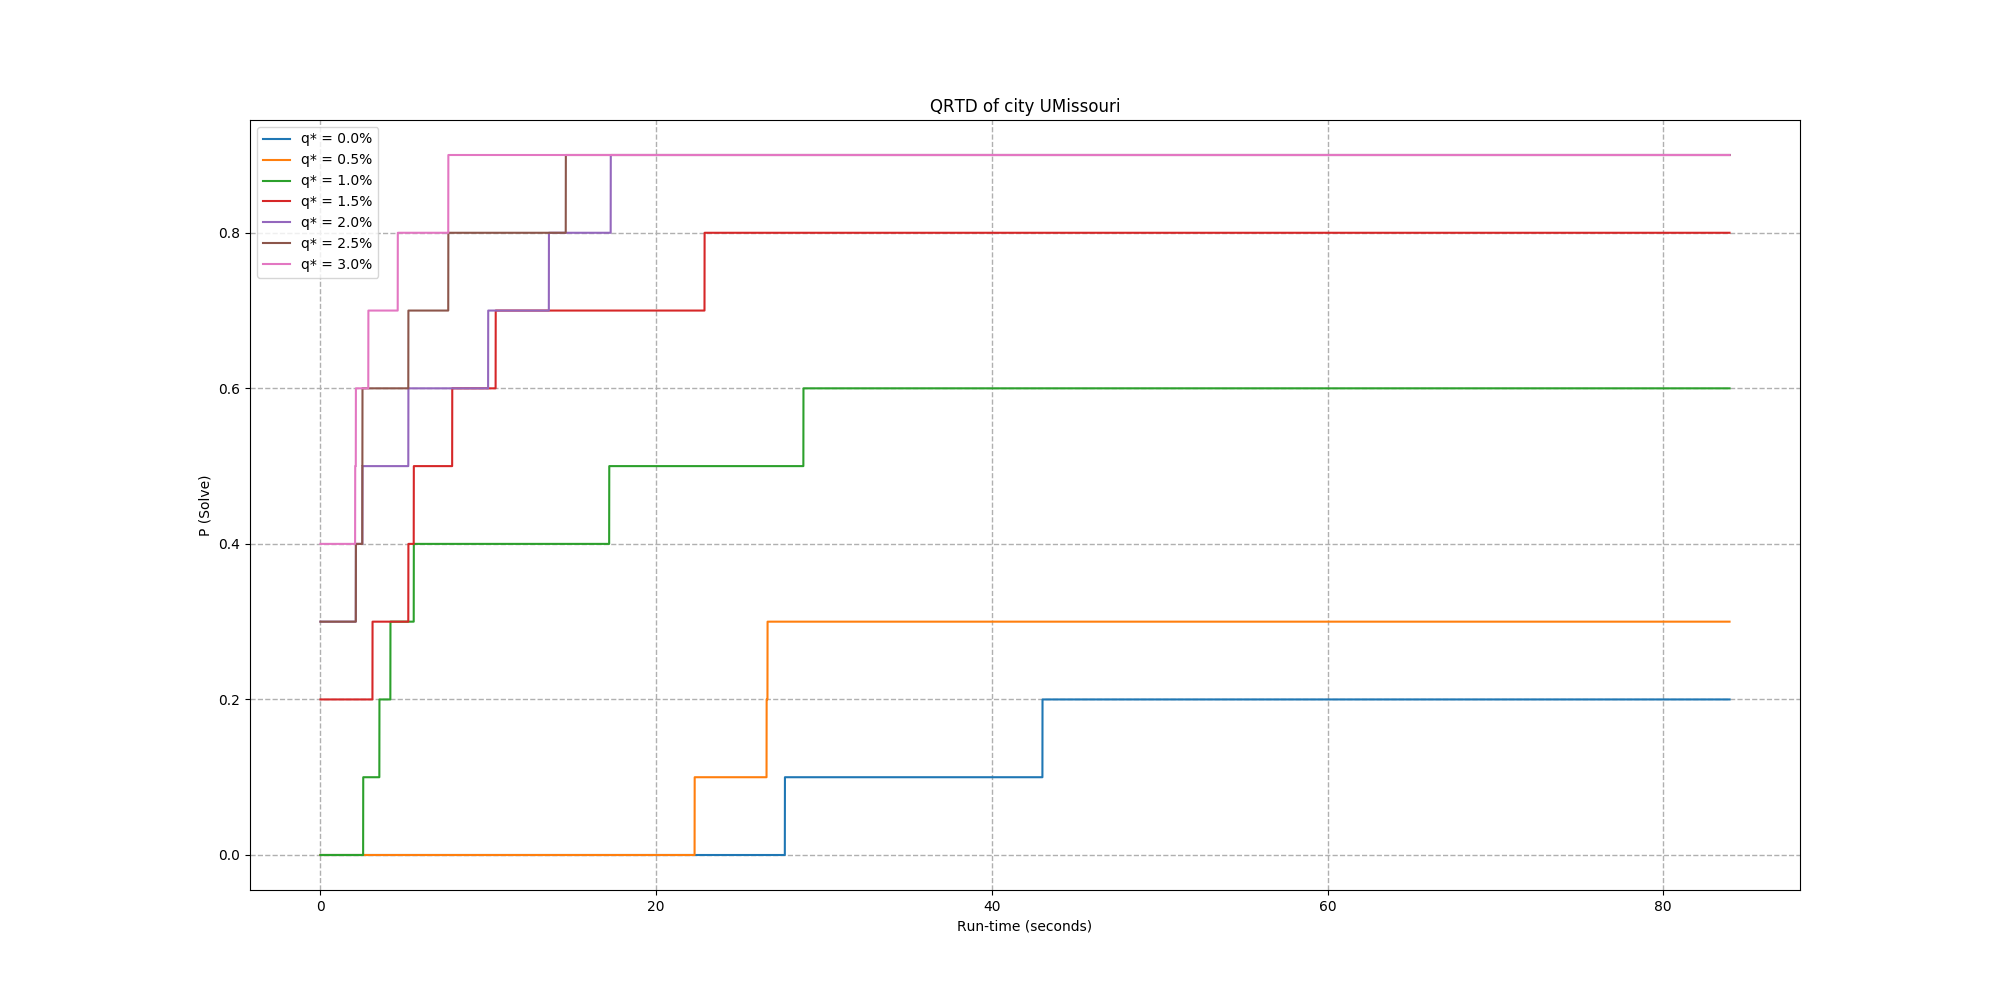 QRTD of city UMissouri
q* = 0.0%
q* = 0.5%
q* = 1.0%
q* = 1.5%
q* = 2.0%
q* = 2.5%
q* = 3.0%
P (Solve)
0.8
0.6
0.4
0.2
0.0
0 20 40 60 80
Run-time (seconds)